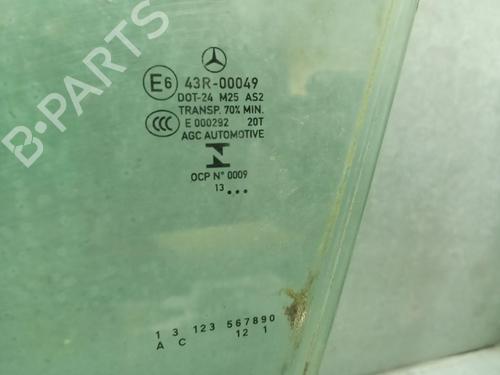 E6 43R-00049
DOT-24 M25 AS2
TRANSP. 70% MIN.
CCC E 000292 20T
AGC AUTOMOTIVE
N
OCP N° 0009
13 •••
1 3 123 567890
A C 12 1
B-PARTS